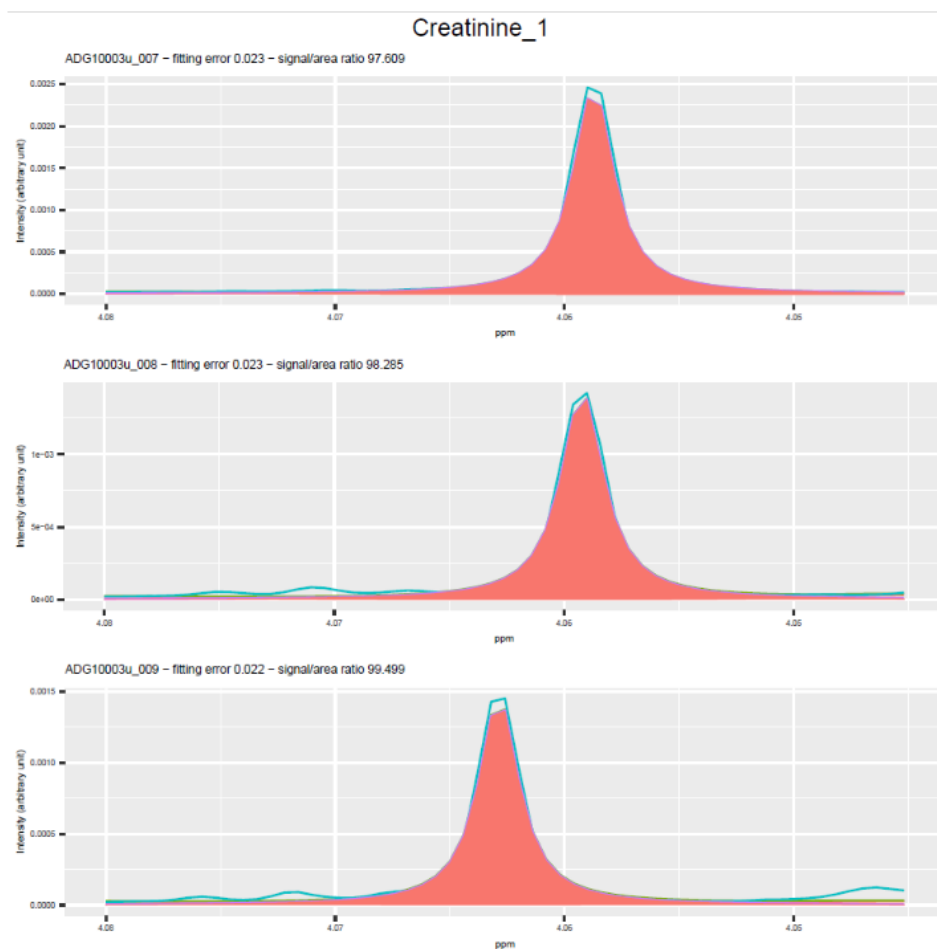 Creatinine_1
ADG10003u_007 − fitting error 0.023 − signal/area ratio 97.609
Intensity (arbitrary unit)
0.0025
0.0020
0.0015
0.0010
0.0005
0.0000
4.08 4.07 4.06 4.05
ppm
ADG10003u_008 − fitting error 0.023 − signal/area ratio 98.285
Intensity (arbitrary unit)
1e−03
5e−04
0e+00
4.08 4.07 4.06 4.05
ppm
ADG10003u_009 − fitting error 0.022 − signal/area ratio 99.499
Intensity (arbitrary unit)
0.0015
0.0010
0.0005
0.0000
4.08 4.07 4.06 4.05
ppm